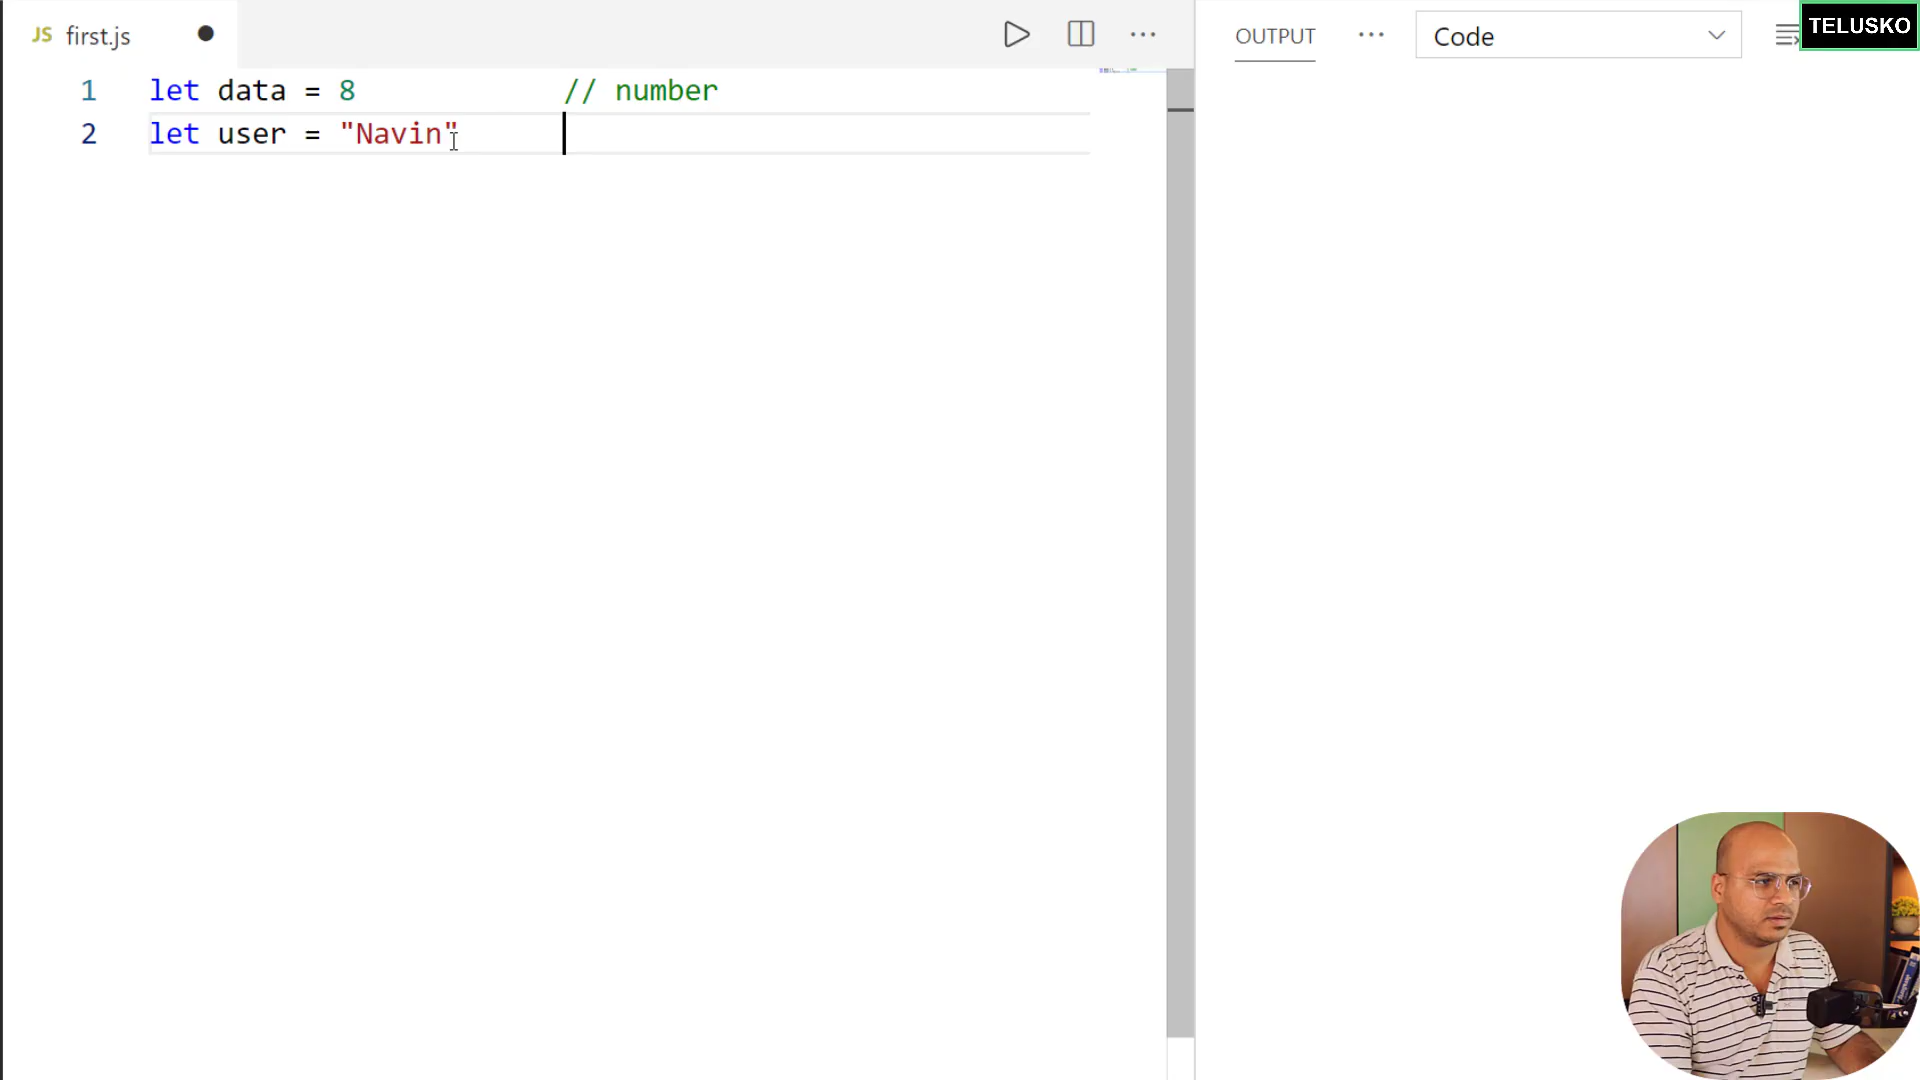 JS first.js
OUTPUT
Code
TELUSKO
1 let data = 8 // number
2 let user = "Navin"